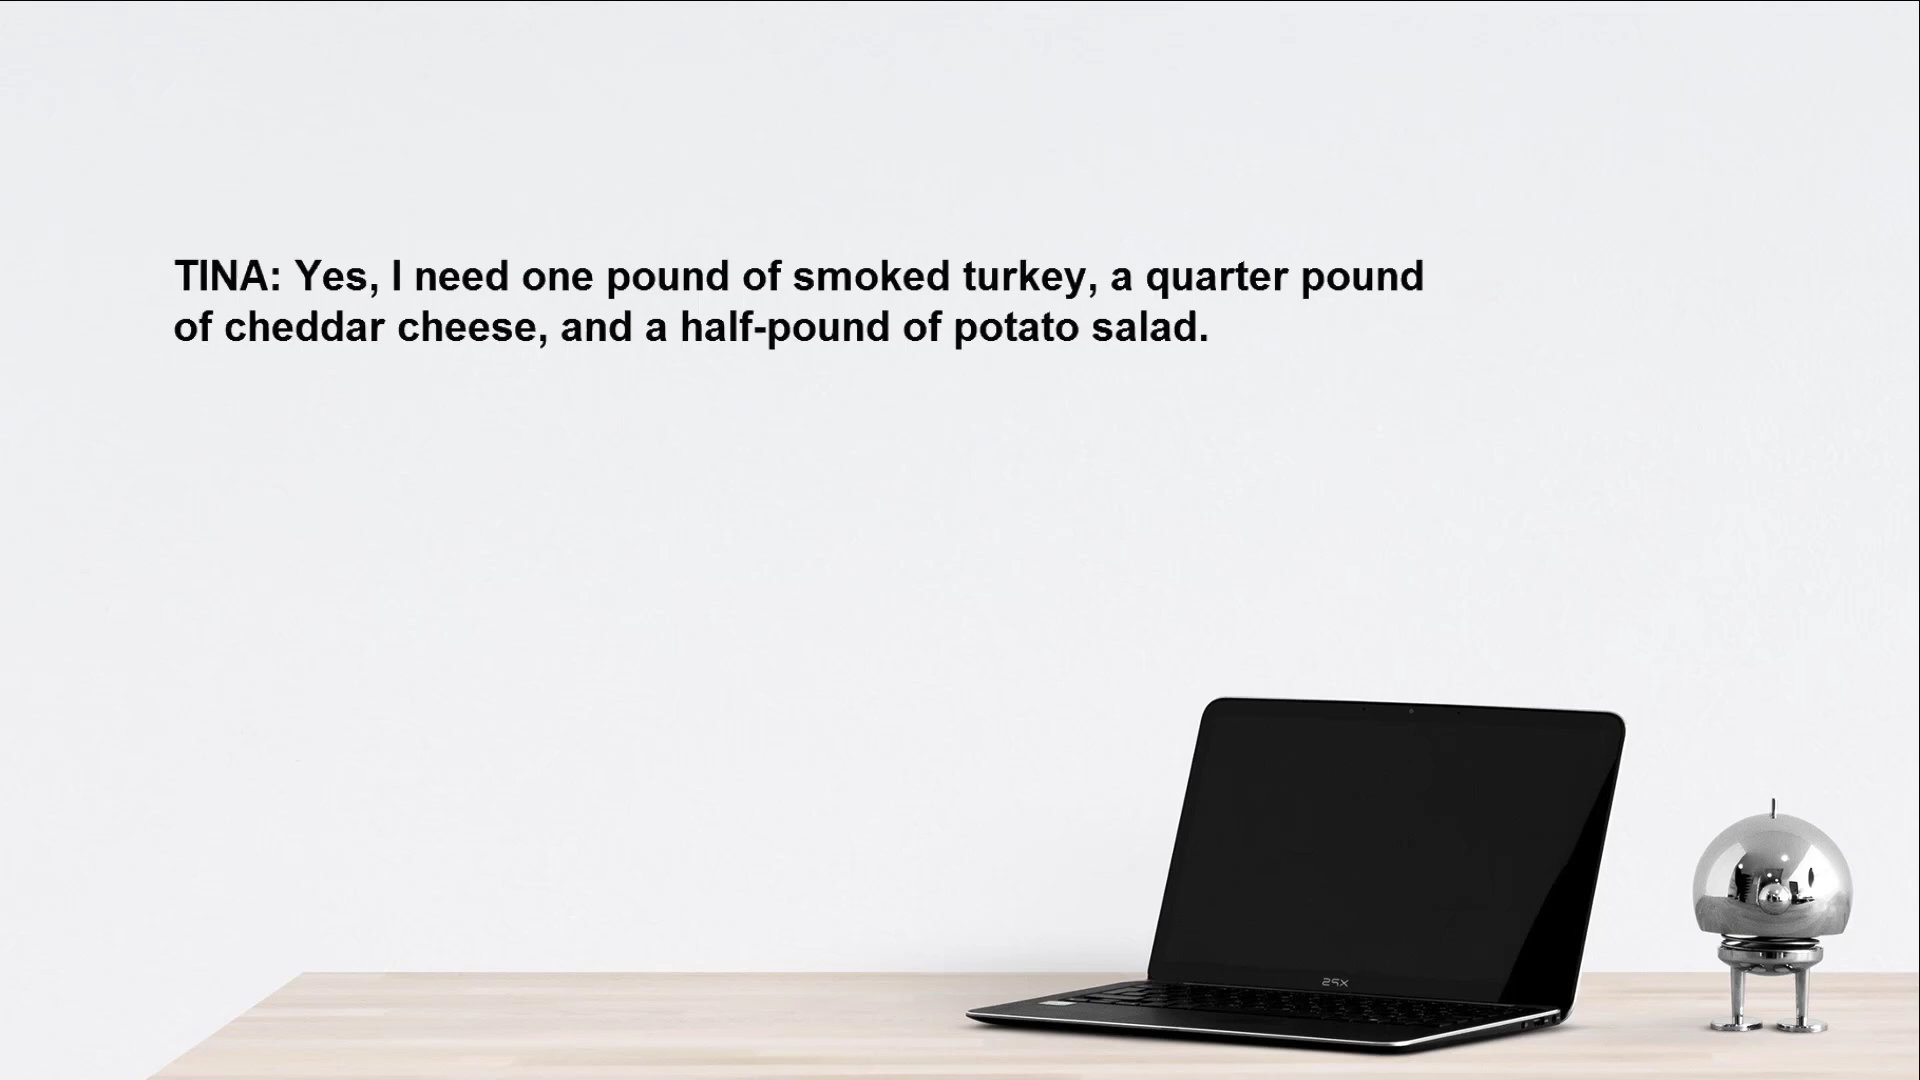 TINA: Yes, I need one pound of smoked turkey, a quarter pound
of cheddar cheese, and a half-pound of potato salad.